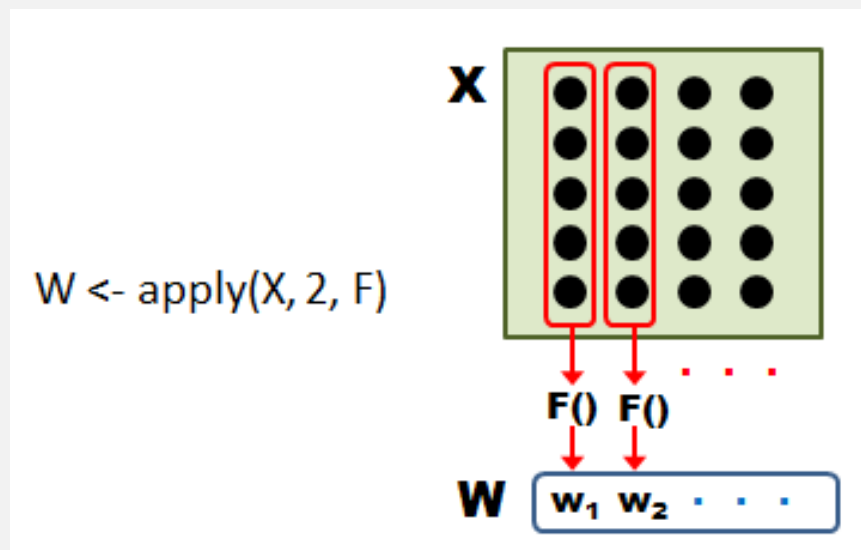 X
W <- apply(X, 2, F)
. . .
F() F()
W w₁ w₂ . . .